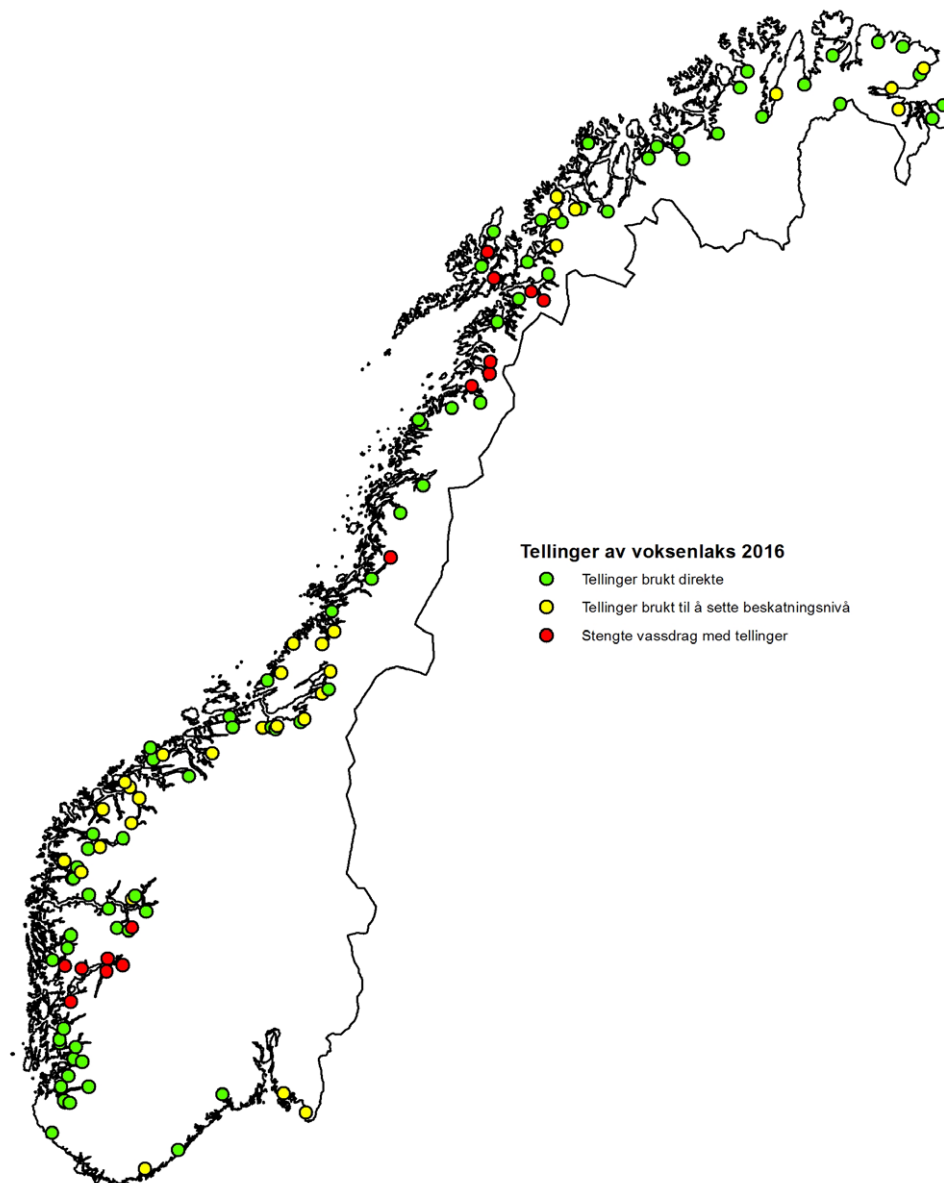 Tellinger av voksenlaks 2016
Tellinger brukt direkte
Tellinger brukt til å sette beskatningsnivå
Stengte vassdrag med tellinger